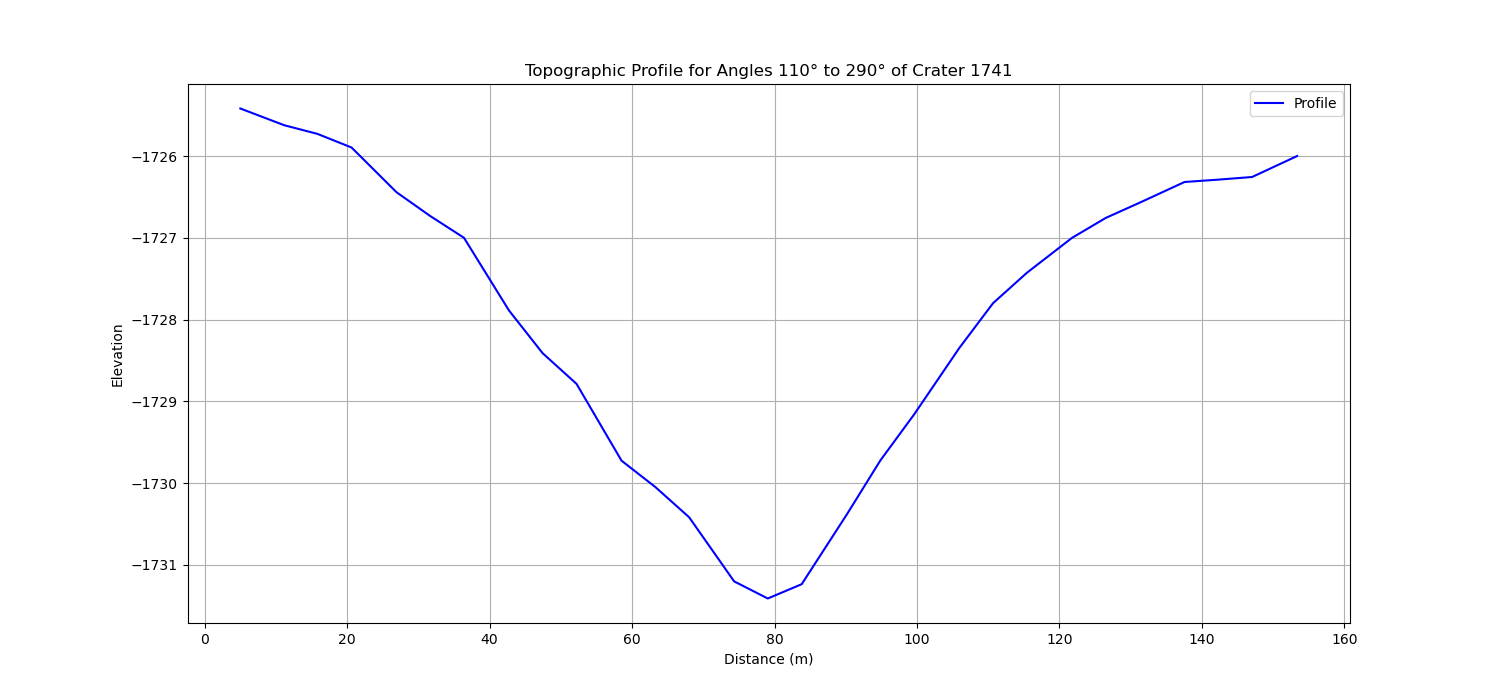 Topographic Profile for Angles 110° to 290° of Crater 1741
Profile
Elevation
−1726
−1727
−1728
−1729
−1730
−1731
0 20 40 60 80 100 120 140 160
Distance (m)